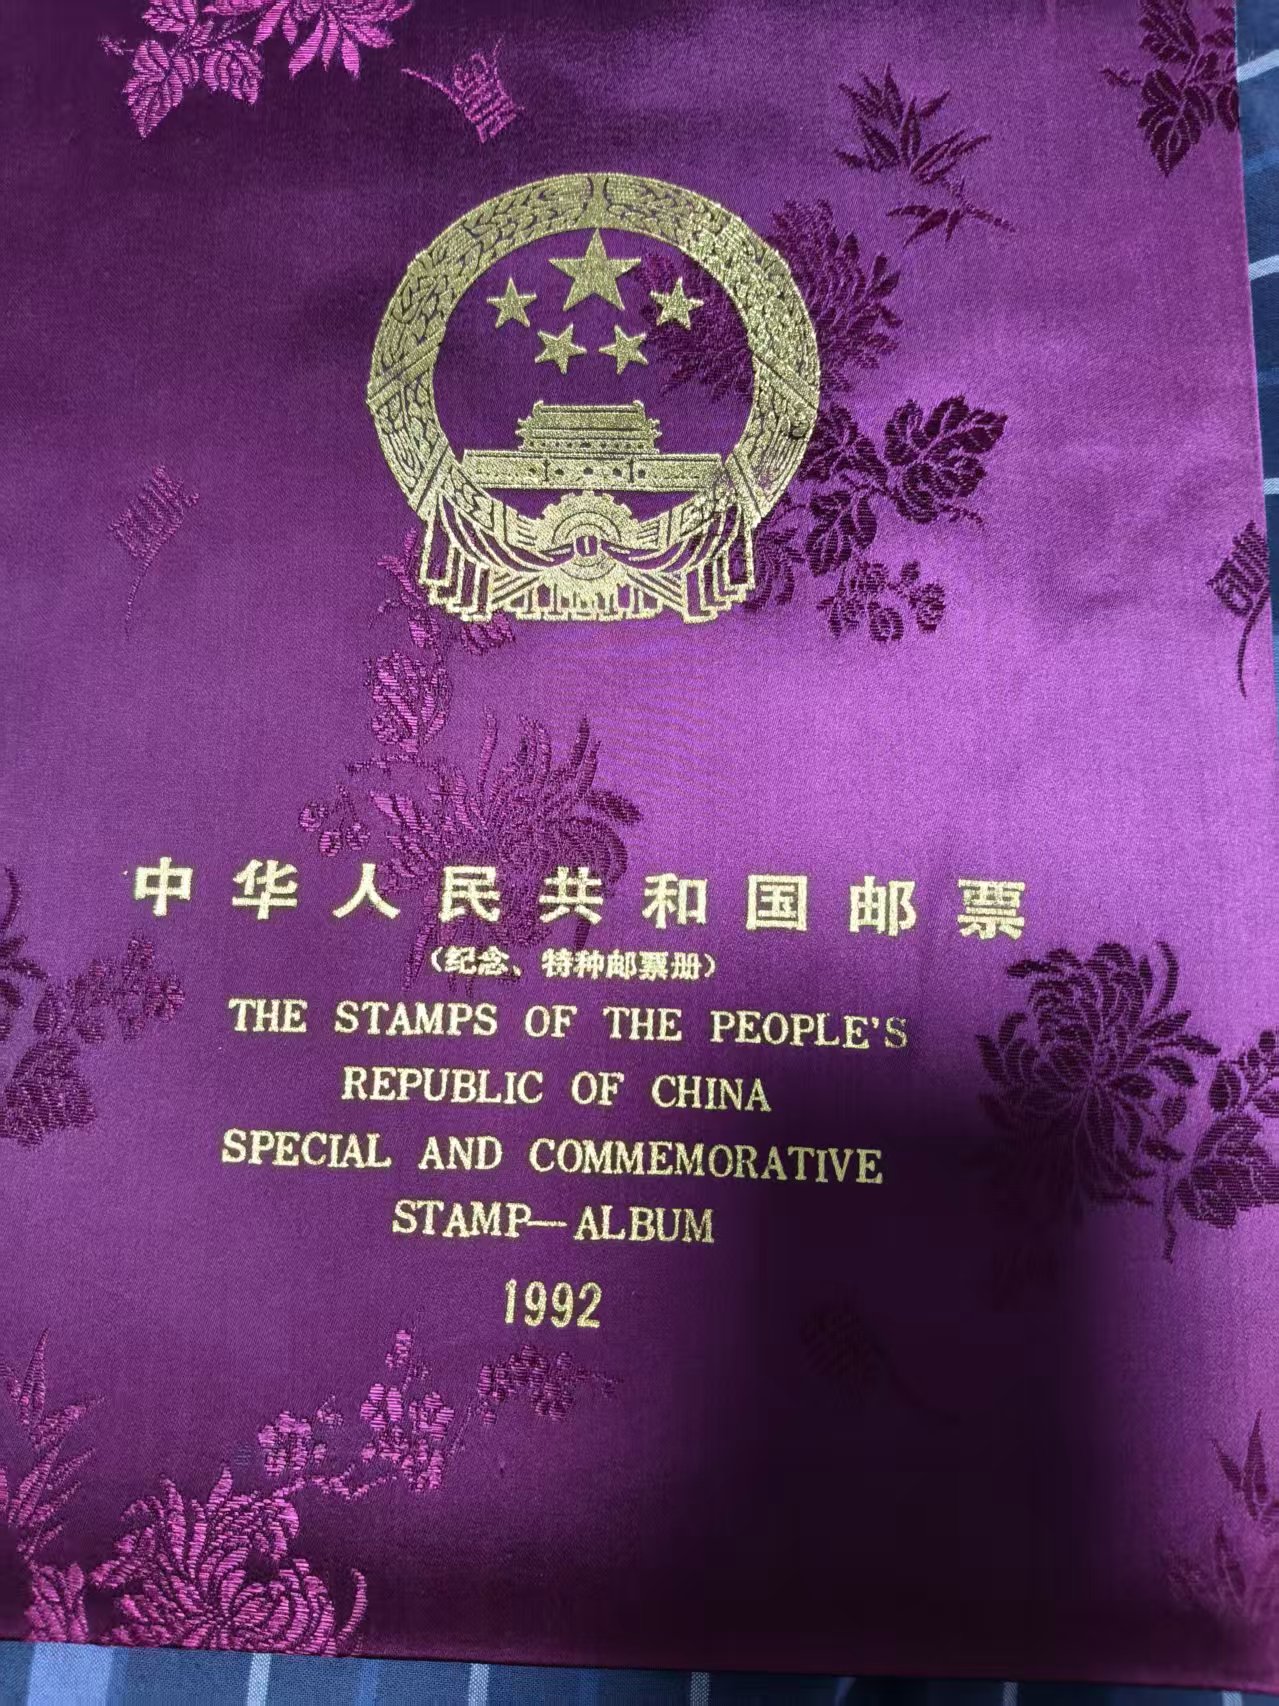 中华人民共和国邮票
（纪念、特种邮票册）
THE STAMPS OF THE PEOPLE'S
REPUBLIC OF CHINA
SPECIAL AND COMMEMORATIVE
STAMP—ALBUM
1992